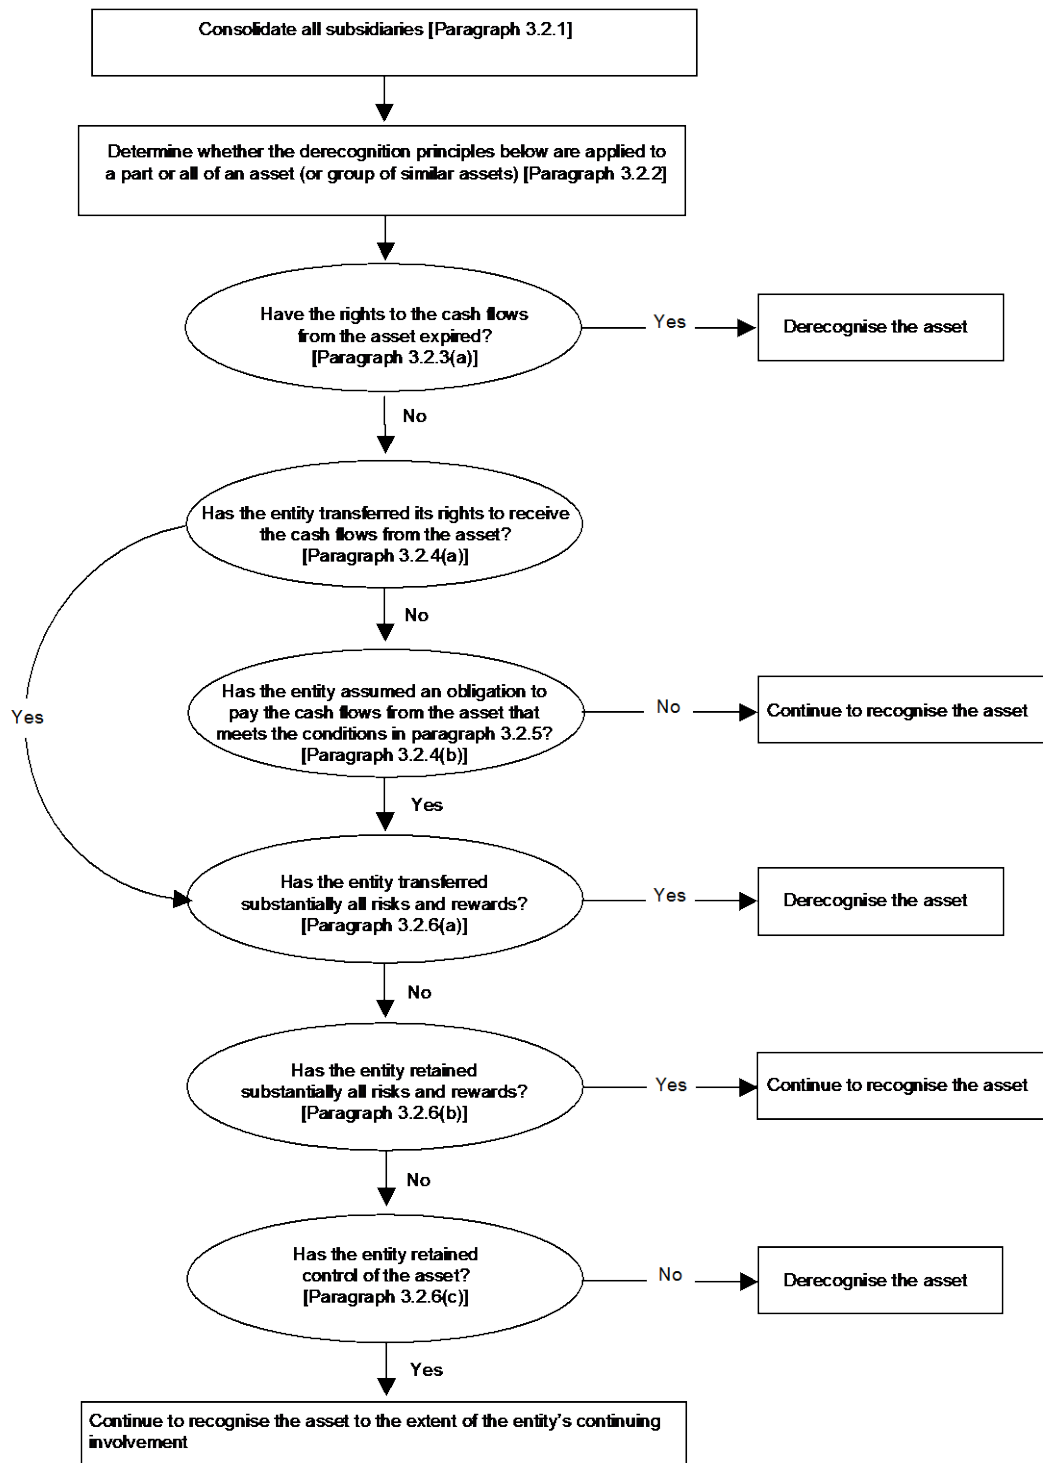 Consolidate all subsidiaries [Paragraph 3.2.1]
Determine whether the derecognition principles below are applied to
a part or all of an asset (or group of similar assets) [Paragraph 3.2.2]
Have the rights to the cash flows
from the asset expired?
[Paragraph 3.2.3(a)]
Yes
Derecognise the asset
No
Has the entity transferred its rights to receive
the cash flows from the asset?
[Paragraph 3.2.4(a)]
No
Yes
Has the entity assumed an obligation to
pay the cash flows from the asset that
meets the conditions in paragraph 3.2.5?
[Paragraph 3.2.4(b)]
No
Continue to recognise the asset
Yes
Has the entity transferred
substantially all risks and rewards?
[Paragraph 3.2.6(a)]
Yes
Derecognise the asset
No
Has the entity retained
substantially all risks and rewards?
[Paragraph 3.2.6(b)]
Yes
Continue to recognise the asset
No
Has the entity retained
control of the asset?
[Paragraph 3.2.6(c)]
No
Derecognise the asset
Yes
Continue to recognise the asset to the extent of the entity's continuing
involvement